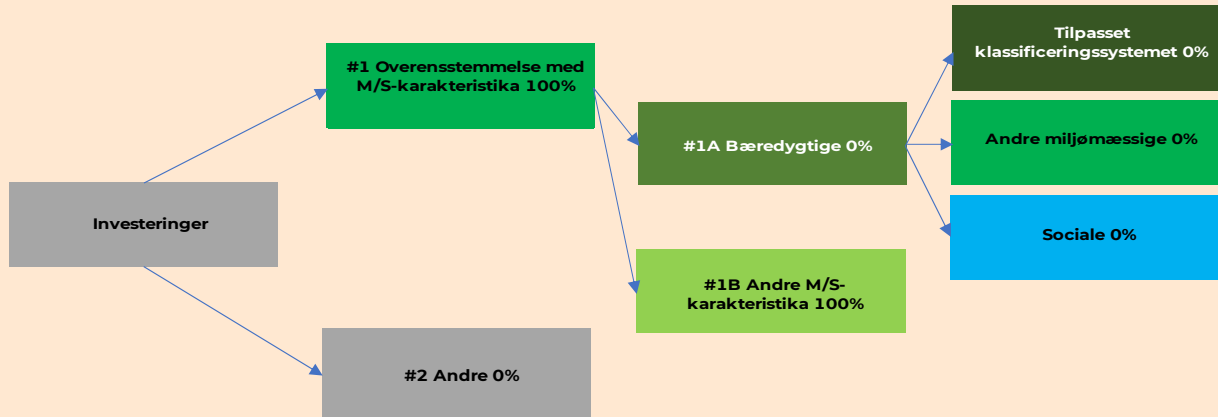 Investeringer
#1 Overensstemmelse med
M/S-karakteristika 100%
#2 Andre 0%
#1A Bæredygtige 0%
#1B Andre M/S-
karakteristika 100%
Tilpasset
klassificeringssystemet 0%
Andre miljømæssige 0%
Sociale 0%